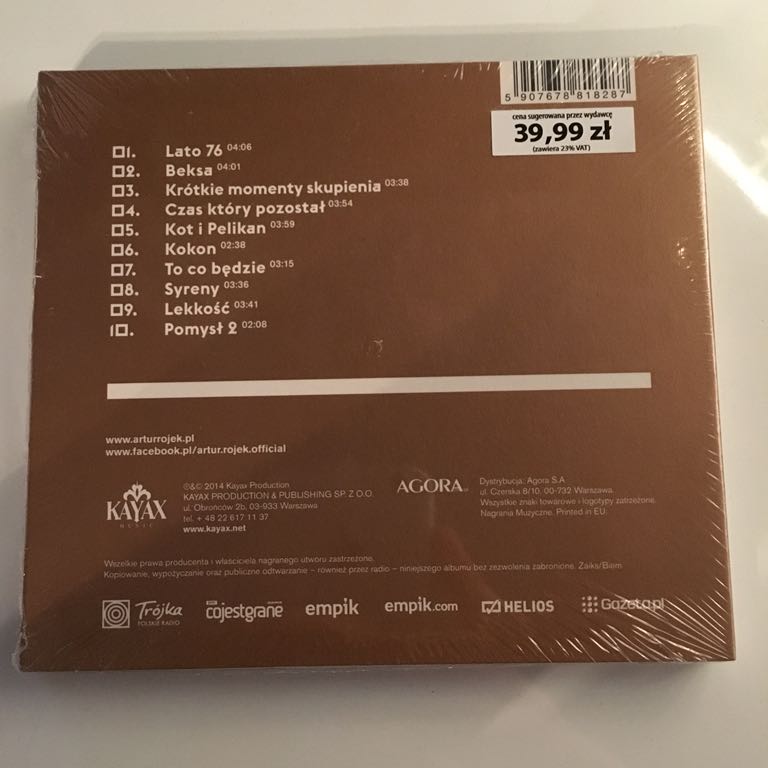 5 907678 818287
cena sugerowana przez wydawcę
39,99 zł
(zawiera 23% VAT)
01. Lato 76 04:06
02. Beksa 04:01
03. Krótkie momenty skupienia 03:38
04. Czas który pozostał 03:54
05. Kot i Pelikan 03:59
06. Kokon 02:38
07. To co będzie 03:15
08. Syreny 03:36
09. Lekkość 03:41
10. Pomysł 2 02:08
www.arturrojek.pl
www.facebook.pl/artur.rojek.official
KAYAX
MUSIC
℗&© 2014 Kayax Production
KAYAX PRODUCTION & PUBLISHING SP. Z O.O.
ul. Obrońców 2b, 03-933 Warszawa
tel. + 48 22 617 11 37
www.kayax.net
AGORA SA
Dystrybucja: Agora S.A
ul. Czerska 8/10, 00-732 Warszawa.
Wszystkie znaki towarowe i logotypy zatrzeżone.
Nagrania Muzyczne. Printed in EU.
Wszelkie prawa producenta i własciciela nagranego utworu zastrzeżone.
Kopiowanie, wypożyczanie oraz publiczne odtwarzanie – rownież przez radio – niniejszego albumu bez zezwolenia zabronione. Zaiks/Biem
Trójka
POLSKIE RADIO
cojestgrane
empik
empik.com
HELIOS
Gazeta.pl